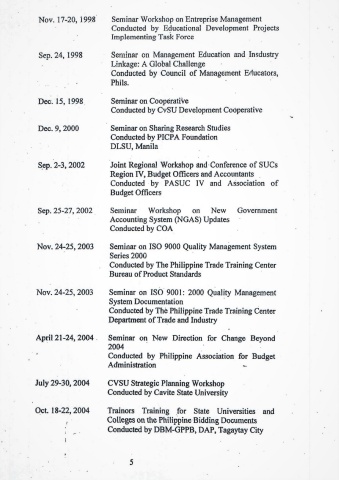 Nov. 17-20, 1998 Seminar Workshop on Entreprise Management
Conducted by Educational Development Projects
Implementing Task Force
Sep. 24, 1998 Seminar on Management Education and Insdustry
Linkage: A Global Challenge
Conducted by Council of Management Educators,
Phils.
Dec. 15, 1998 Seminar on Cooperative
Conducted by CvSU Development Cooperative
Dec. 9, 2000 Seminar on Sharing Research Studies
Conducted by PICPA Foundation
DLSU, Manila
Sep. 2-3, 2002 Joint Regional Workshop and Conference of SUCs
Region IV, Budget Officers and Accountants
Conducted by PASUC IV and Association of
Budget Officers
Sep. 25-27, 2002 Seminar Workshop on New Government
Accounting System (NGAS) Updates
Conducted by COA
Nov. 24-25, 2003 Seminar on ISO 9000 Quality Management System
Series 2000
Conducted by The Philippine Trade Training Center
Bureau of Product Standards
Nov. 24-25, 2003 Seminar on ISO 9001: 2000 Quality Management
System Documentation
Conducted by The Philippine Trade Training Center
Department of Trade and Industry
April 21-24, 2004 Seminar on New Direction for Change Beyond
2004
Conducted by Philippine Association for Budget
Administration
July 29-30, 2004 CVSU Strategic Planning Workshop
Conducted by Cavite State University
Oct. 18-22, 2004 Trainors Training for State Universities and
Colleges on the Philippine Bidding Documents
Conducted by DBM-GPPB, DAP, Tagaytay City
5